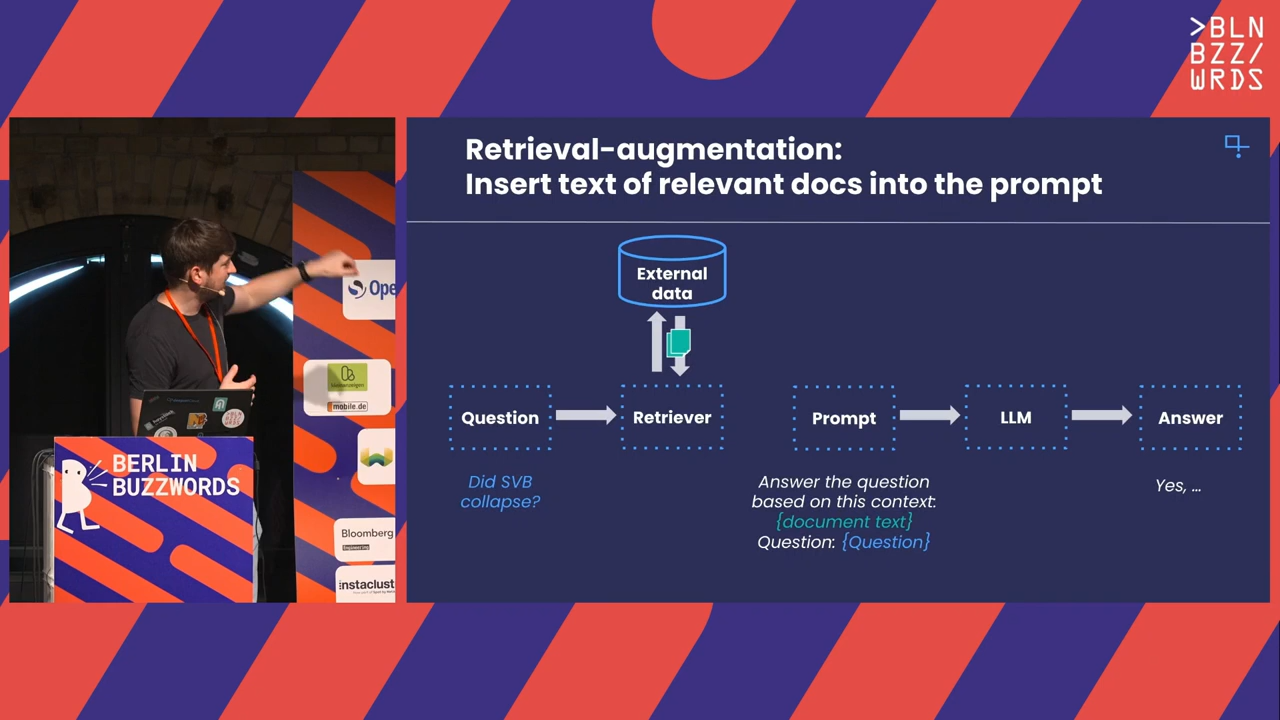 >BLN
BZZ/
WRDS
Retrieval-augmentation:
Insert text of relevant docs into the prompt
External
data
Question
Retriever
Prompt
LLM
Answer
Did SVB
collapse?
Answer the question
based on this context:
{document text}
Question: {Question}
Yes, ...
Ope
mobile.de
Bloomberg
Engineering
instaclust
BERLIN
BUZZWORDS